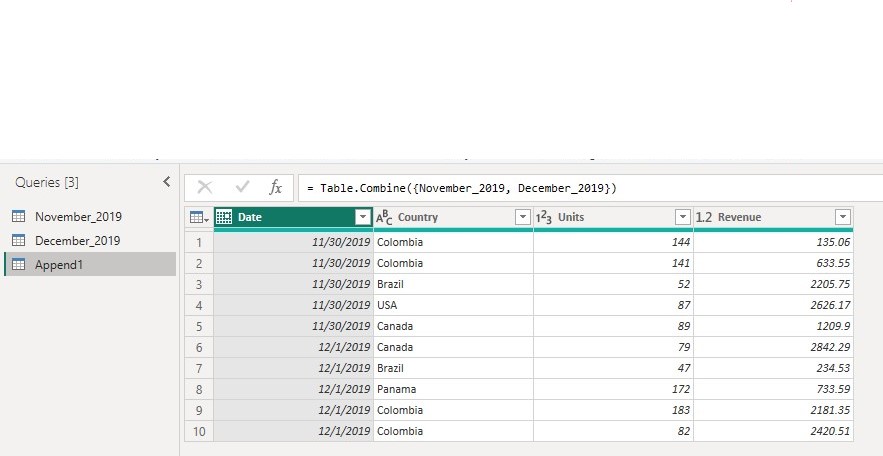 Queries [3]
November_2019
December_2019
Append1
fx = Table.Combine({November_2019, December_2019})
Date ABC Country 123 Units 1.2 Revenue
1 11/30/2019 Colombia 144 135.06
2 11/30/2019 Colombia 141 633.55
3 11/30/2019 Brazil 52 2205.75
4 11/30/2019 USA 87 2626.17
5 11/30/2019 Canada 89 1209.9
6 12/1/2019 Canada 79 2842.29
7 12/1/2019 Brazil 47 234.53
8 12/1/2019 Panama 172 733.59
9 12/1/2019 Colombia 183 2181.35
10 12/1/2019 Colombia 82 2420.51